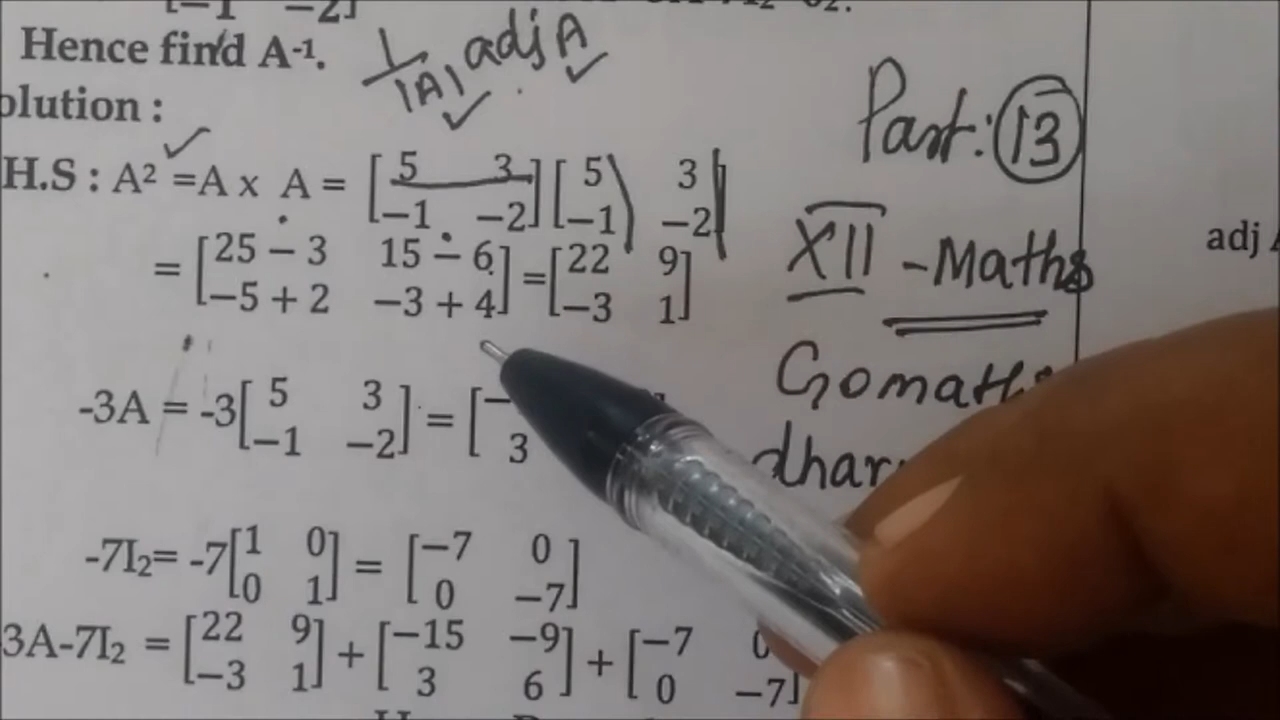 [-1 -2]
Hence find A-¹.
1/|A| adj A
olution :
H.S : A² =A x A = [5 3 −1 −2] [5 3 −1 −2]
= [25 − 3 15 − 6 −5 + 2 −3 + 4] = [22 9 −3 1]
-3A = -3[5 3 −1 −2] = [− 3
-7I₂= -7[1 0 0 1] = [−7 0 0 −7]
3A-7I₂ = [22 9 −3 1] + [−15 −9 3 6] + [−7 0 0 −7]
Part: 13
XII - Maths
Gomath
dhar
adj A